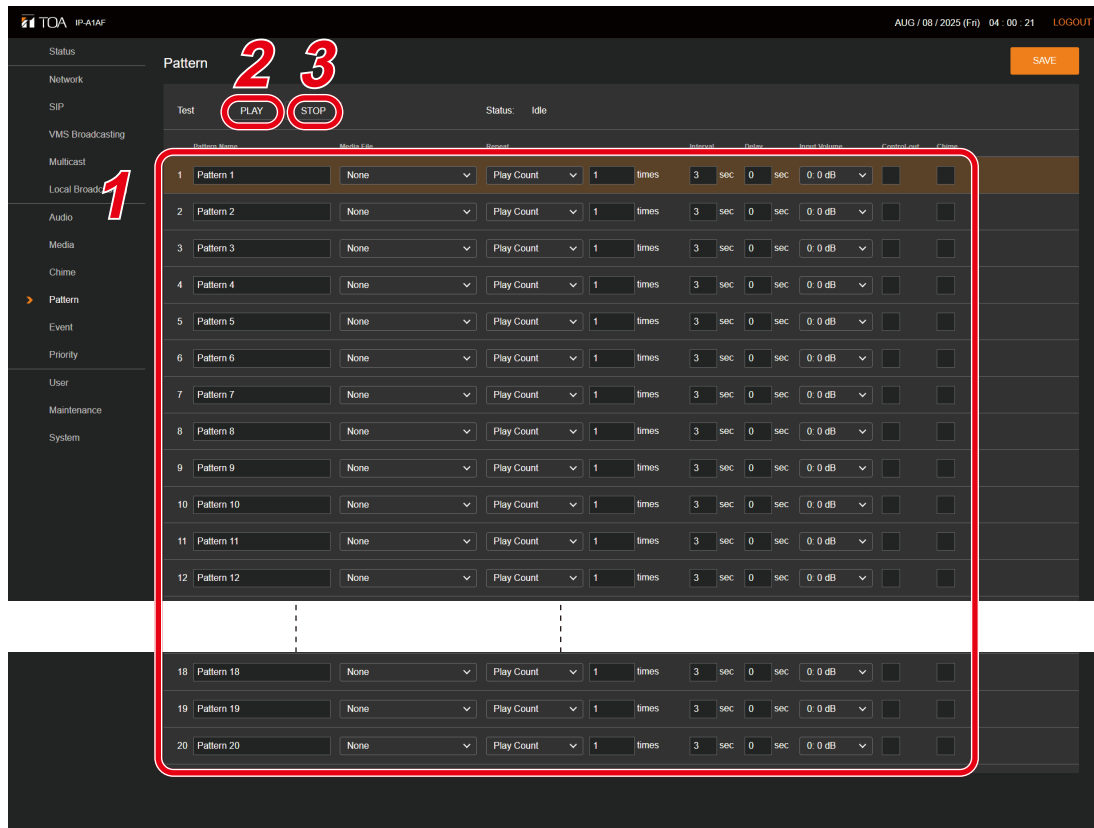 TOA IP-A1AF AUG / 08 / 2025 (Fri) 04 : 00 : 21 LOGOUT
Status
Network
SIP
VMS Broadcasting
Multicast
Local Broadc
Audio
Media
Chime
Pattern
Event
Priority
User
Maintenance
System
Pattern SAVE
2 3
Test PLAY STOP Status: Idle
1
Pattern Name Media File Repeat Interval Delay Input Volume Control-out Chime
1 Pattern 1 None Play Count 1 times 3 sec 0 sec 0: 0 dB
2 Pattern 2 None Play Count 1 times 3 sec 0 sec 0: 0 dB
3 Pattern 3 None Play Count 1 times 3 sec 0 sec 0: 0 dB
4 Pattern 4 None Play Count 1 times 3 sec 0 sec 0: 0 dB
5 Pattern 5 None Play Count 1 times 3 sec 0 sec 0: 0 dB
6 Pattern 6 None Play Count 1 times 3 sec 0 sec 0: 0 dB
7 Pattern 7 None Play Count 1 times 3 sec 0 sec 0: 0 dB
8 Pattern 8 None Play Count 1 times 3 sec 0 sec 0: 0 dB
9 Pattern 9 None Play Count 1 times 3 sec 0 sec 0: 0 dB
10 Pattern 10 None Play Count 1 times 3 sec 0 sec 0: 0 dB
11 Pattern 11 None Play Count 1 times 3 sec 0 sec 0: 0 dB
12 Pattern 12 None Play Count 1 times 3 sec 0 sec 0: 0 dB
18 Pattern 18 None Play Count 1 times 3 sec 0 sec 0: 0 dB
19 Pattern 19 None Play Count 1 times 3 sec 0 sec 0: 0 dB
20 Pattern 20 None Play Count 1 times 3 sec 0 sec 0: 0 dB